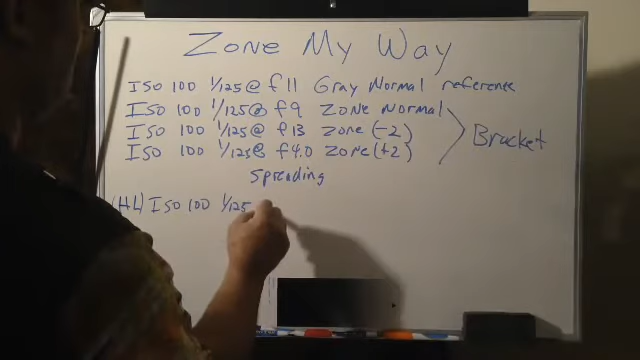 Zone My Way
ISO 100 1/125@ f11 Gray Normal reference
ISO 100 1/125@ f9 Zone Normal
ISO 100 1/125@ f13 Zone (-2)
ISO 100 1/125@ f4.0 Zone (+2)
Bracket
Spreading
(HL) ISO 100 1/125